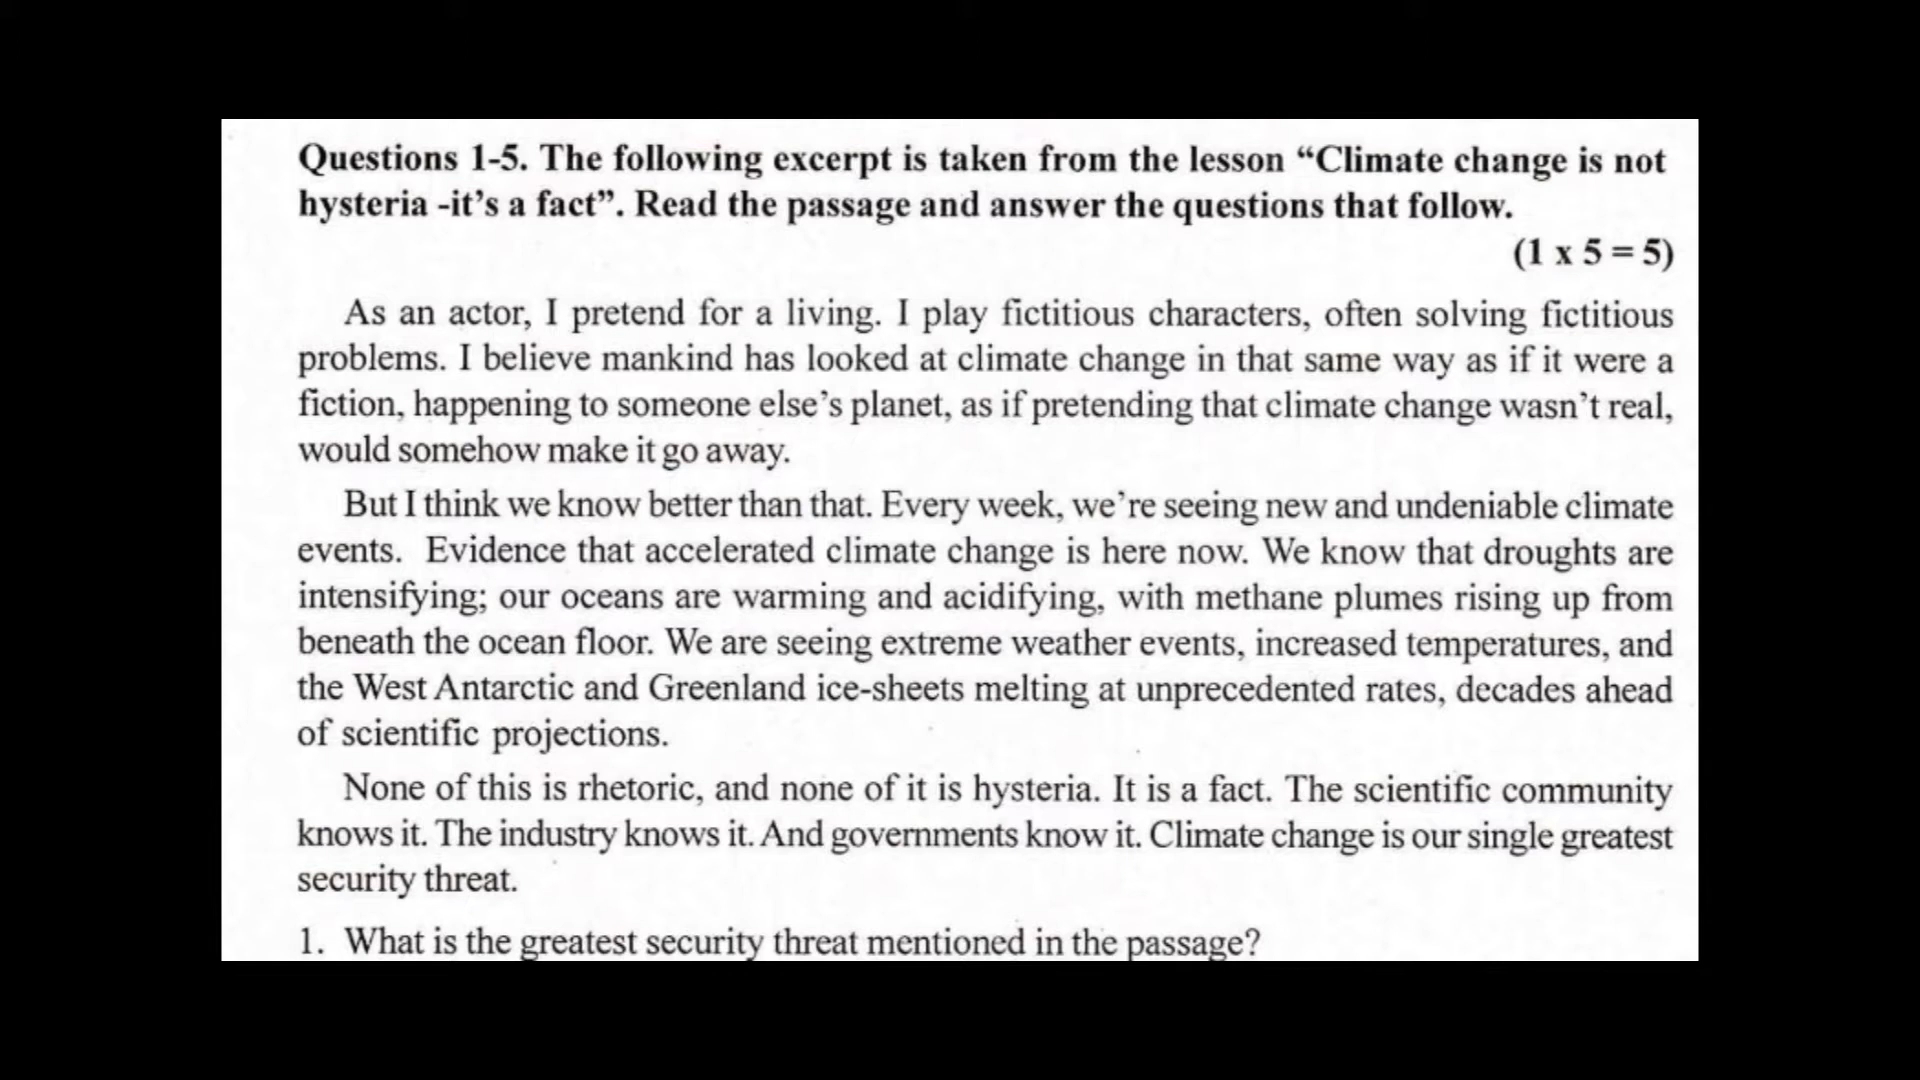 Questions 1-5. The following excerpt is taken from the lesson “Climate change is not
hysteria -it’s a fact”. Read the passage and answer the questions that follow.
(1 x 5 = 5)
As an actor, I pretend for a living. I play fictitious characters, often solving fictitious
problems. I believe mankind has looked at climate change in that same way as if it were a
fiction, happening to someone else’s planet, as if pretending that climate change wasn’t real,
would somehow make it go away.
But I think we know better than that. Every week, we’re seeing new and undeniable climate
events. Evidence that accelerated climate change is here now. We know that droughts are
intensifying; our oceans are warming and acidifying, with methane plumes rising up from
beneath the ocean floor. We are seeing extreme weather events, increased temperatures, and
the West Antarctic and Greenland ice-sheets melting at unprecedented rates, decades ahead
of scientific projections.
None of this is rhetoric, and none of it is hysteria. It is a fact. The scientific community
knows it. The industry knows it. And governments know it. Climate change is our single greatest
security threat.
1. What is the greatest security threat mentioned in the passage?